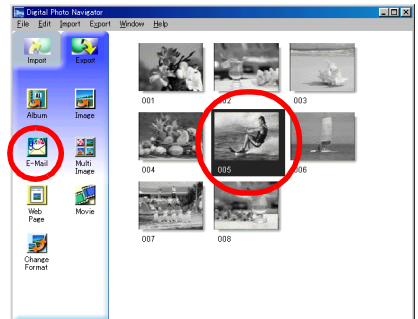 Digital Photo Navigator
File Edit Import Export Window Help
Import Export
Album Image
E-Mail Multi Image
Web Page Movie
Change Format
001 002 003
004 005 006
007 008